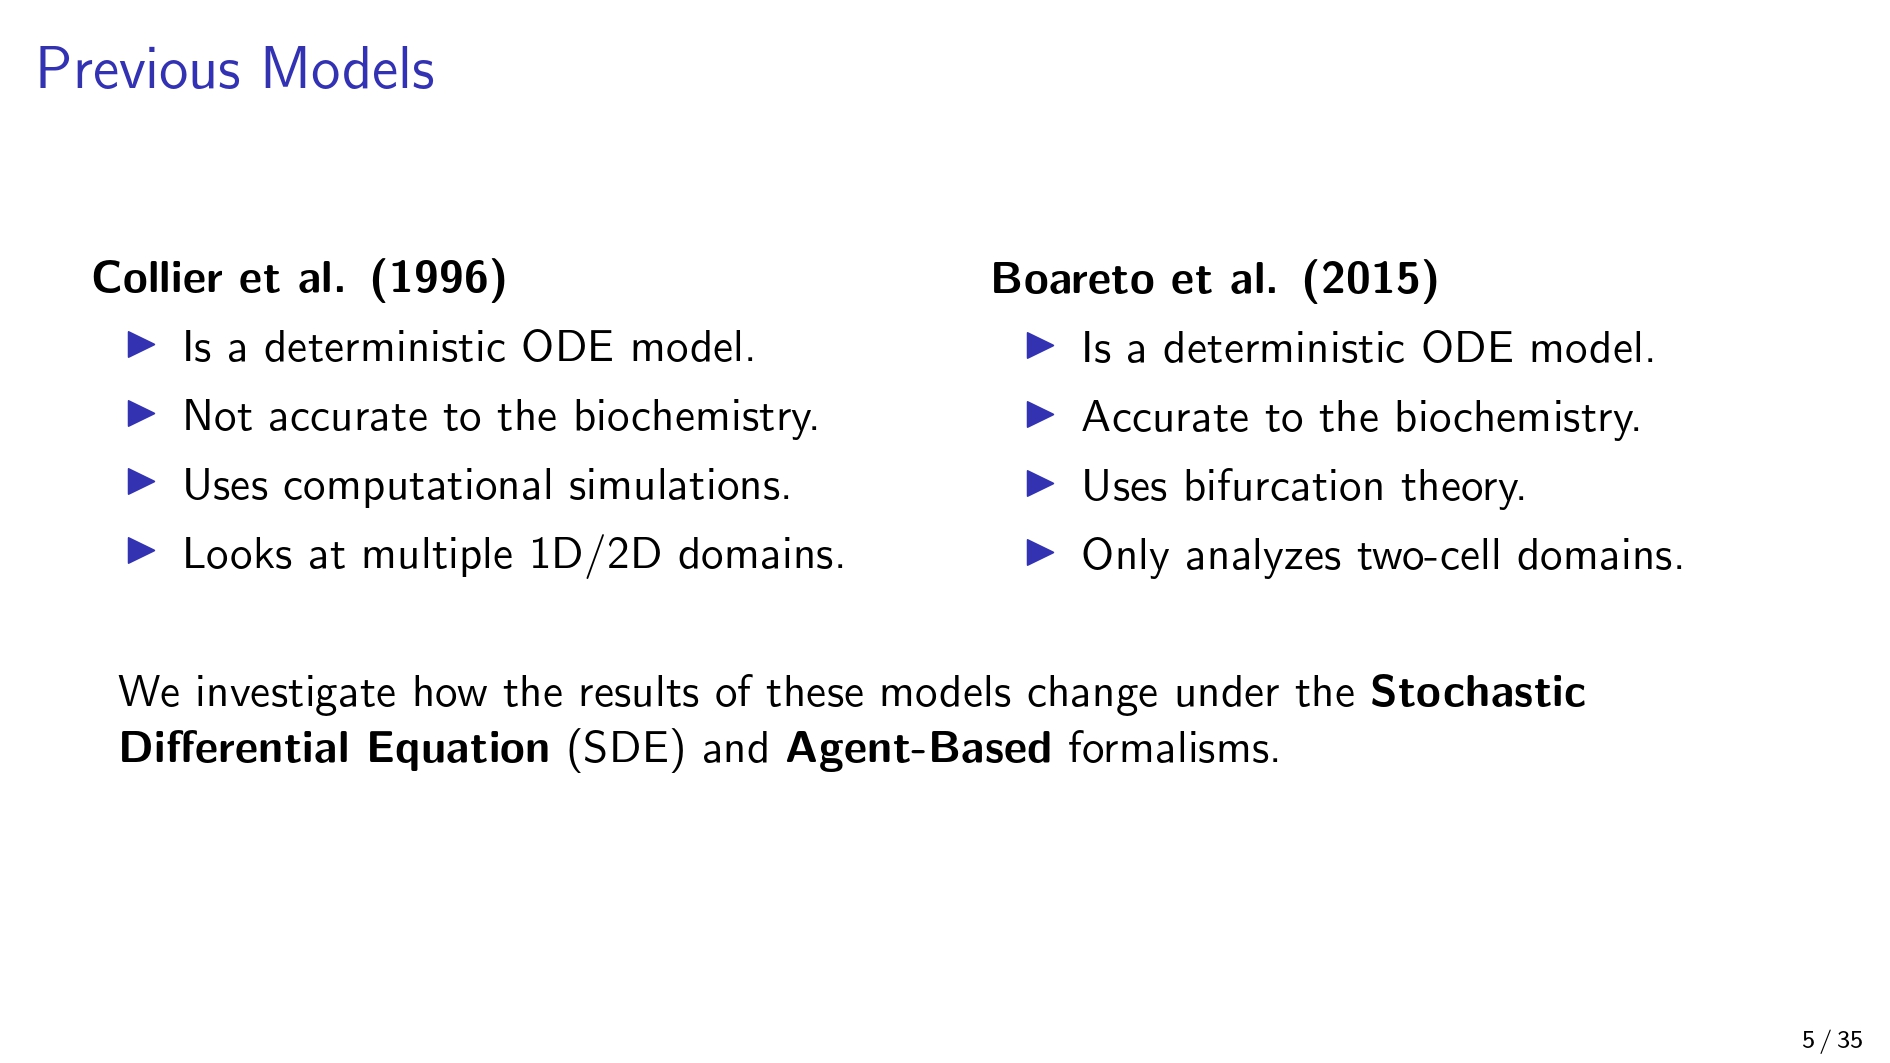 Previous Models
Collier et al. (1996)
▶ Is a deterministic ODE model.
▶ Not accurate to the biochemistry.
▶ Uses computational simulations.
▶ Looks at multiple 1D/2D domains.
Boareto et al. (2015)
▶ Is a deterministic ODE model.
▶ Accurate to the biochemistry.
▶ Uses bifurcation theory.
▶ Only analyzes two-cell domains.
We investigate how the results of these models change under the Stochastic
Differential Equation (SDE) and Agent-Based formalisms.
5 / 35